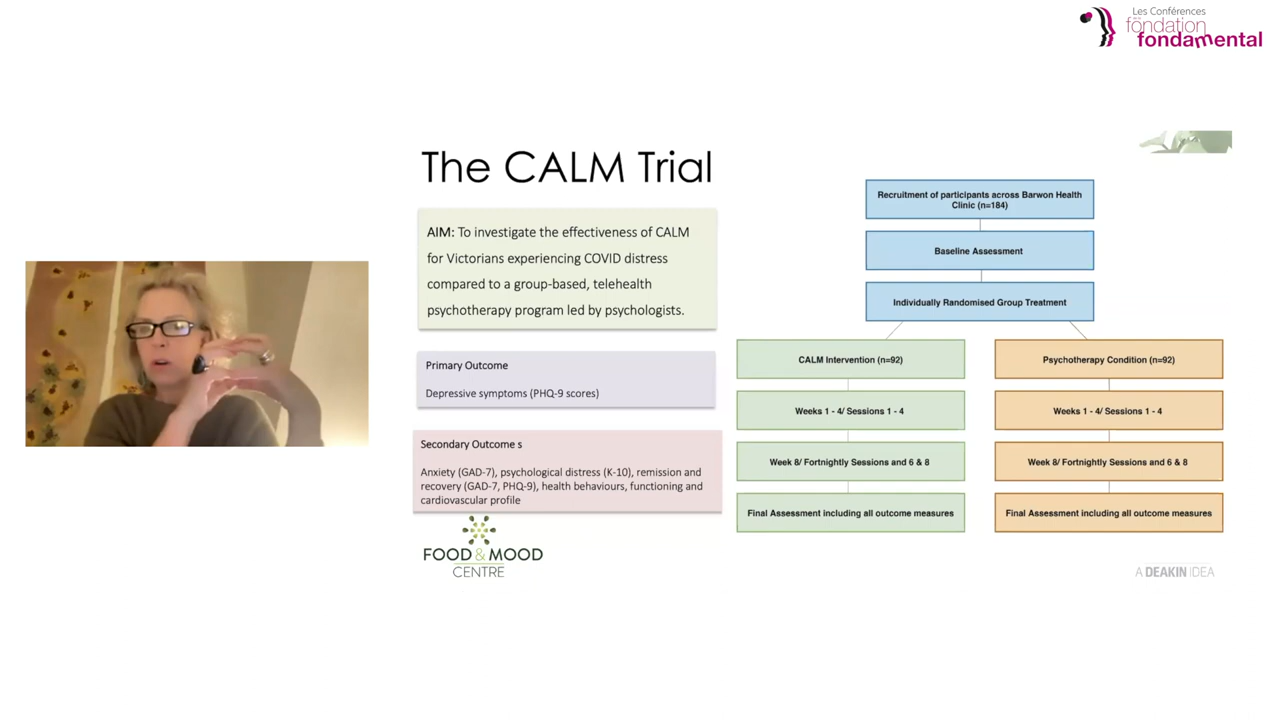 Les Conférences
de la
fondation
fondamental
The CALM Trial
AIM: To investigate the effectiveness of CALM
for Victorians experiencing COVID distress
compared to a group-based, telehealth
psychotherapy program led by psychologists.
Primary Outcome
Depressive symptoms (PHQ-9 scores)
Secondary Outcome s
Anxiety (GAD-7), psychological distress (K-10), remission and
recovery (GAD-7, PHQ-9), health behaviours, functioning and
cardiovascular profile
FOOD & MOOD
CENTRE
Recruitment of participants across Barwon Health
Clinic (n=184)
Baseline Assessment
Individually Randomised Group Treatment
CALM Intervention (n=92)
Weeks 1 - 4/ Sessions 1 - 4
Week 8/ Fortnightly Sessions and 6 & 8
Final Assessment including all outcome measures
Psychotherapy Condition (n=92)
Weeks 1 - 4/ Sessions 1 - 4
Week 8/ Fortnightly Sessions and 6 & 8
Final Assessment including all outcome measures
A DEAKIN IDEA